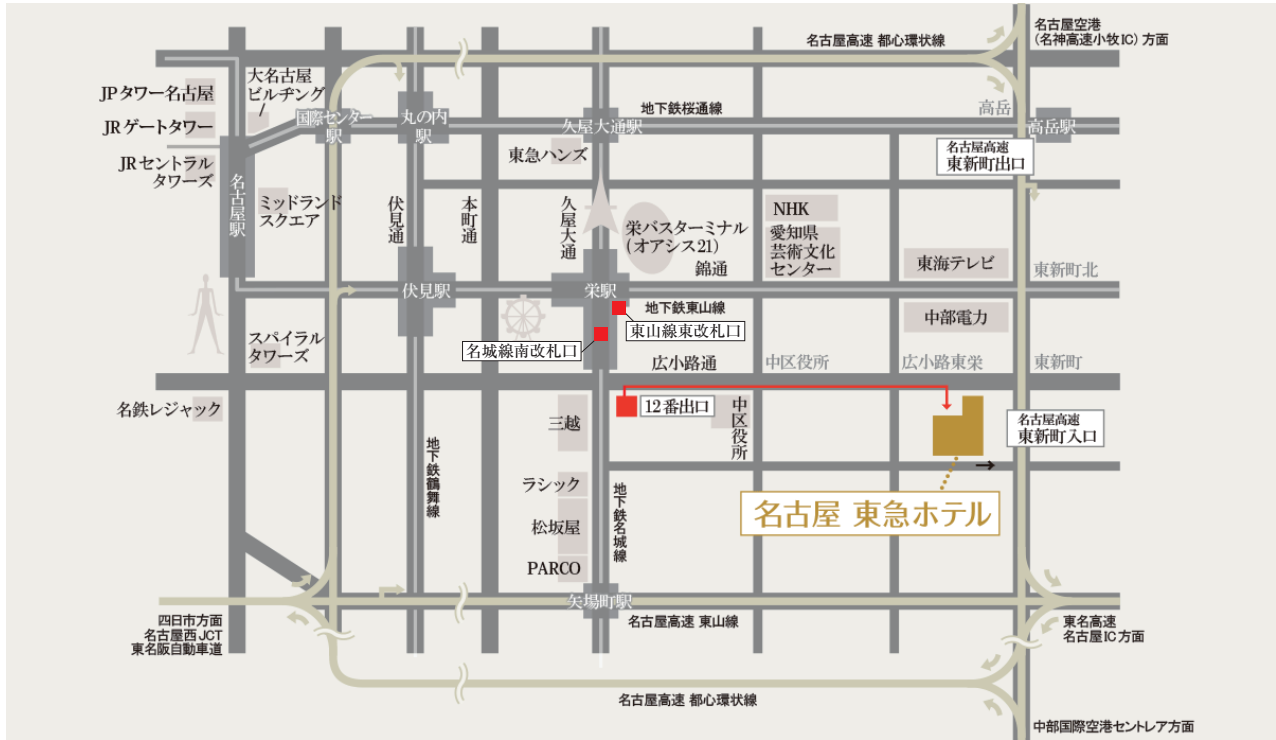 名古屋高速 都心環状線
名古屋空港
(名神高速小牧IC) 方面
JPタワー名古屋
大名古屋
ビルヂング
JRゲートタワー
JRセントラル
タワーズ
国際センター
駅
丸の内
駅
久屋大通駅
地下鉄桜通線
高岳
高岳駅
名古屋高速
東新町出口
東急ハンズ
名古屋駅
ミッドランド
スクエア
伏見通
本町通
久屋大通
栄バスターミナル
(オアシス21)
錦通
NHK
愛知県
芸術文化
センター
東海テレビ
東新町北
伏見駅
栄駅
地下鉄東山線
東山線東改札口
中部電力
名城線南改札口
スパイラル
タワーズ
広小路通
中区役所
広小路東栄
東新町
名鉄レジャック
三越
12番出口
中区役所
名古屋高速
東新町入口
→
地下鉄鶴舞線
ラシック
地下鉄名城線
松坂屋
名古屋 東急ホテル
PARCO
矢場町駅
四日市方面
名古屋西JCT
東名阪自動車道
名古屋高速 東山線
東名高速
名古屋IC方面
名古屋高速 都心環状線
中部国際空港セントレア方面